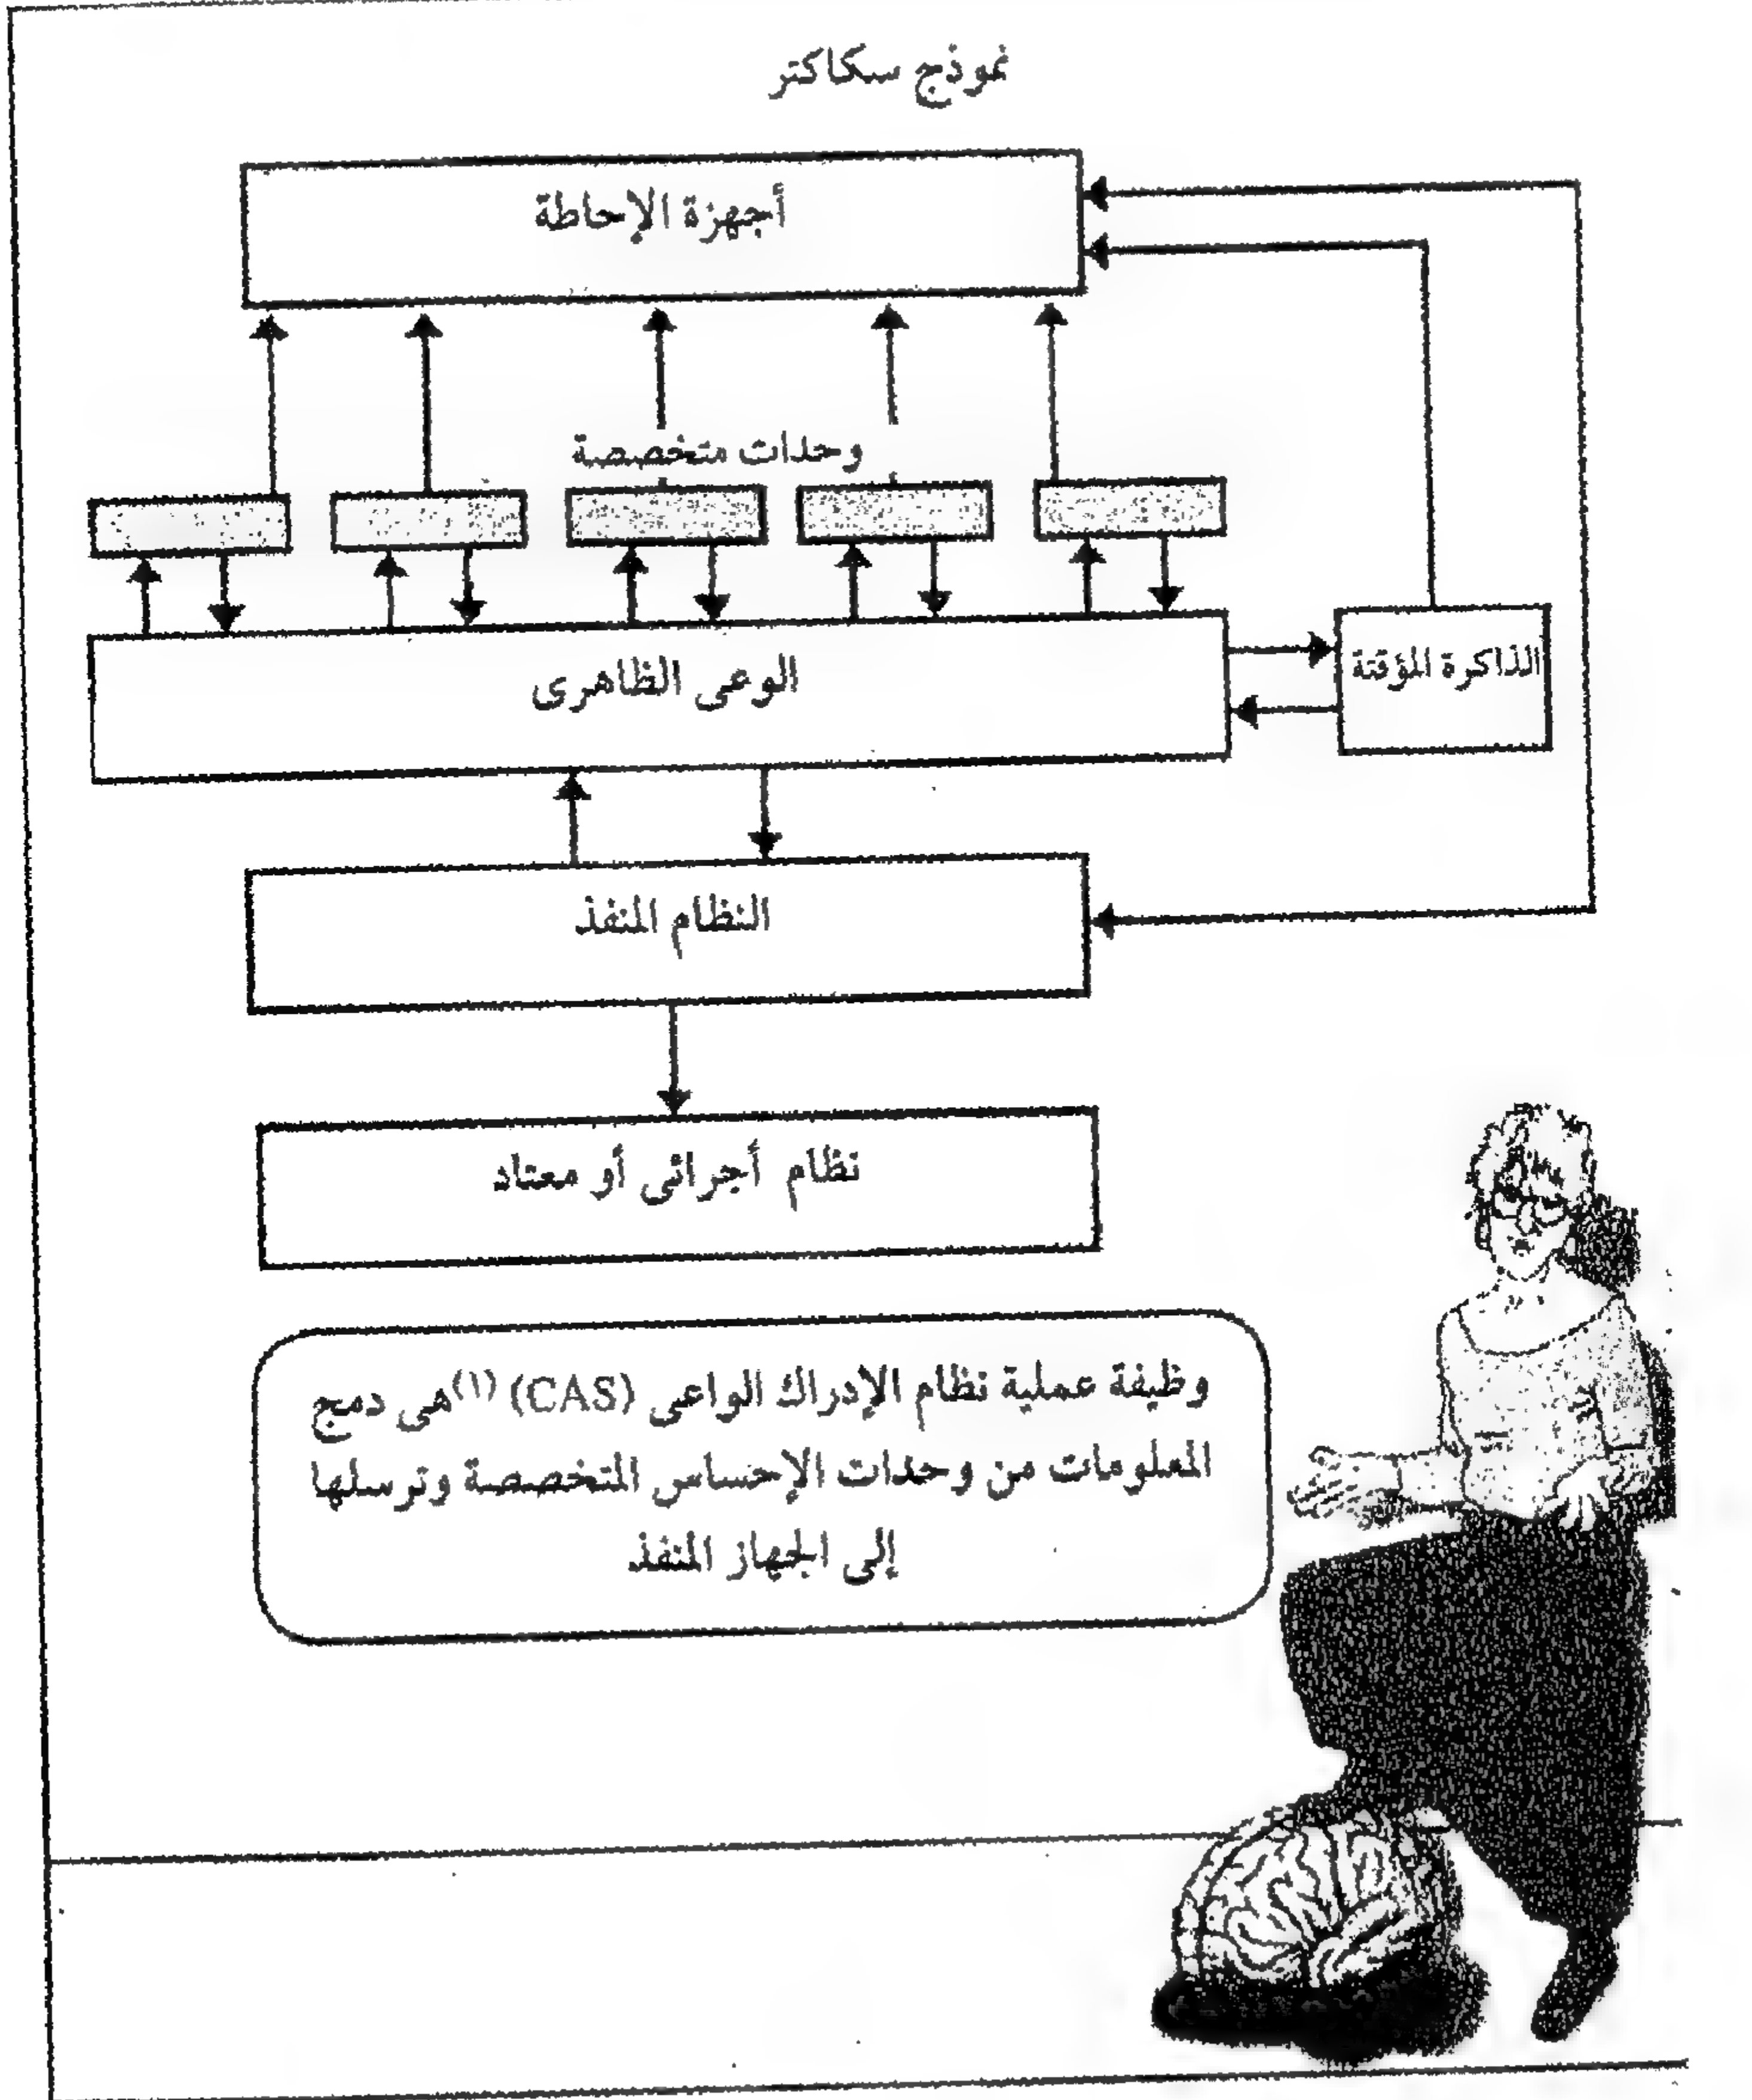 نموذج سكاكتر
أجهزة الإحاطة
وحدات متخصصة
الوعى الظاهرى
الذاكرة المؤقتة
النظام المنفذ
نظام أجرائى أو معتاد
وظيفة عملية نظام الإدراك الواعى (CAS) (١) هى دمج
المعلومات من وحدات الإحساس المتخصصة وترسلها
إلى الجهاز المنفذ